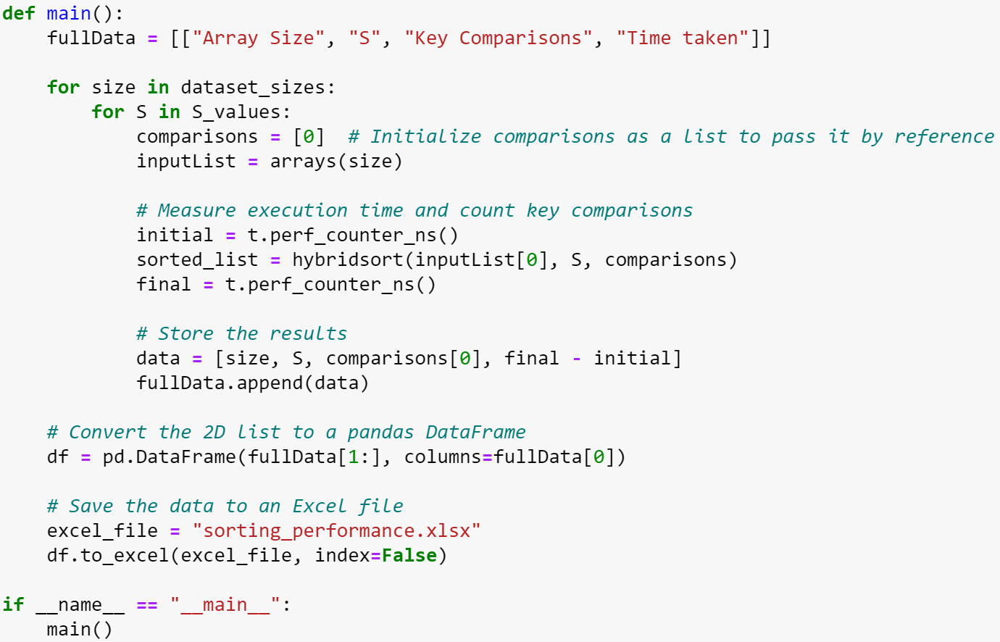 def main():
    fullData = [["Array Size", "S", "Key Comparisons", "Time taken"]]

    for size in dataset_sizes:
        for S in S_values:
            comparisons = [0]  # Initialize comparisons as a list to pass it by reference
            inputList = arrays(size)

            # Measure execution time and count key comparisons
            initial = t.perf_counter_ns()
            sorted_list = hybridsort(inputList[0], S, comparisons)
            final = t.perf_counter_ns()

            # Store the results
            data = [size, S, comparisons[0], final - initial]
            fullData.append(data)

    # Convert the 2D list to a pandas DataFrame
    df = pd.DataFrame(fullData[1:], columns=fullData[0])

    # Save the data to an Excel file
    excel_file = "sorting_performance.xlsx"
    df.to_excel(excel_file, index=False)

if __name__ == "__main__":
    main()